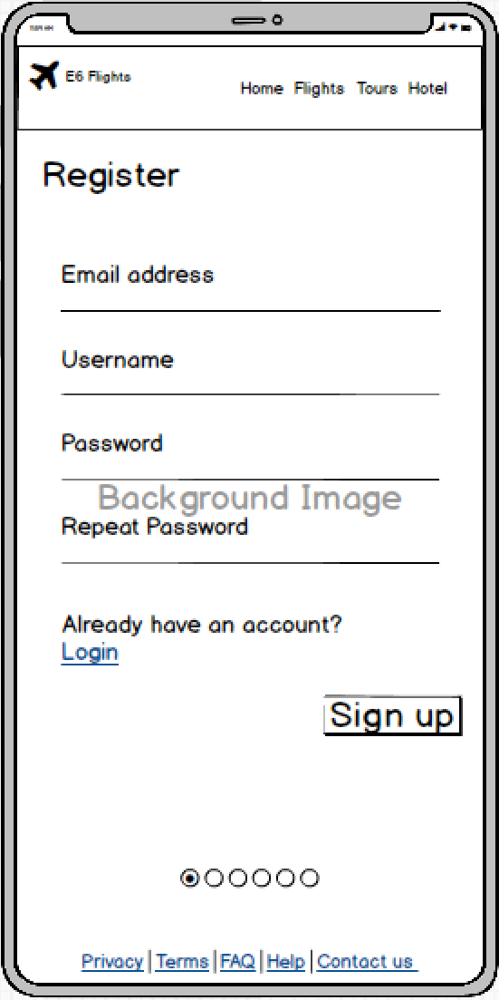 E6 Flights
Home Flights Tours Hotel
Register
Email address
Username
Password
Background Image
Repeat Password
Already have an account?
Login
Sign up
Privacy | Terms | FAQ | Help | Contact us